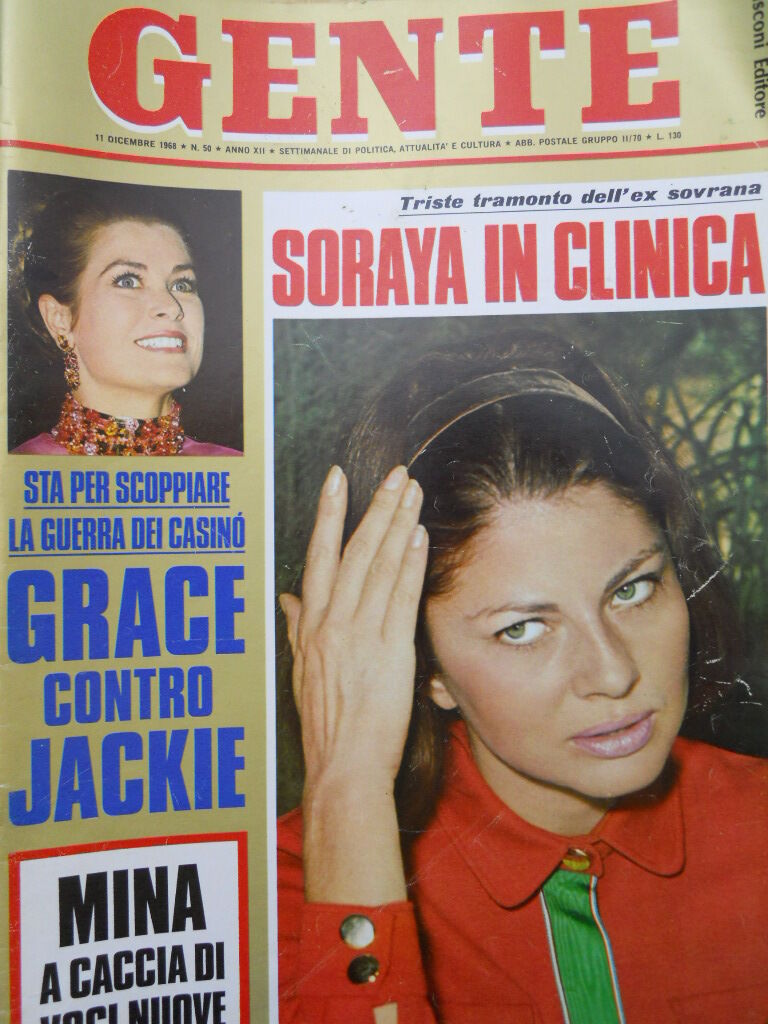 GENTE
11 DICEMBRE 1968 ★ N. 50 ★ ANNO XII ★ SETTIMANALE DI POLITICA, ATTUALITA' E CULTURA ★ ABB. POSTALE GRUPPO II/70 ★ L. 130
Editore
Triste tramonto dell'ex sovrana
SORAYA IN CLINICA
STA PER SCOPPIARE
LA GUERRA DEI CASINÓ
GRACE
CONTRO
JACKIE
MINA
A CACCIA DI
VOCI NUOVE